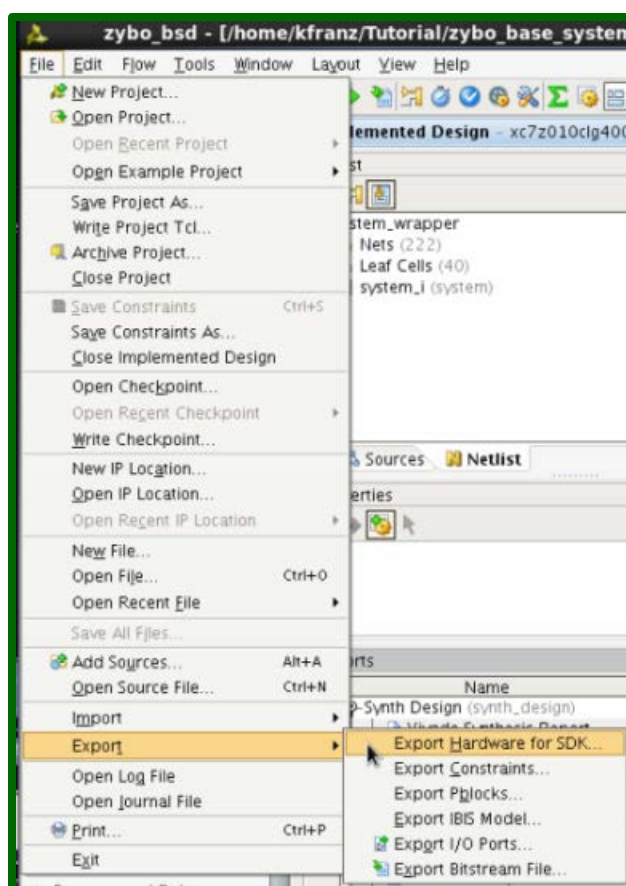 zybo_bsd - [/home/kfranz/Tutorial/zybo_base_system
File Edit Flow Tools Window Layout View Help
New Project...
Open Project...
Open Recent Project
Open Example Project
Save Project As...
Write Project Tcl...
Archive Project...
Close Project
Save Constraints Ctrl+S
Save Constraints As...
Close Implemented Design
Open Checkpoint...
Open Recent Checkpoint
Write Checkpoint...
New IP Location...
Open IP Location...
Open Recent IP Location
New File...
Open File... Ctrl+O
Open Recent File
Save All Files...
Add Sources... Alt+A
Open Source File... Ctrl+N
Import
Export
Open Log File
Open Journal File
Print... Ctrl+P
Exit
lemented Design - xc7z010clg400
st
stem_wrapper
Nets (222)
Leaf Cells (40)
system_i (system)
Sources Netlist
erties
rts
Name
Synth Design (synth_design)
Vivado Synthesis Report
Export Hardware for SDK...
Export Constraints...
Export Pblocks...
Export IBIS Model...
Export I/O Ports...
Export Bitstream File...